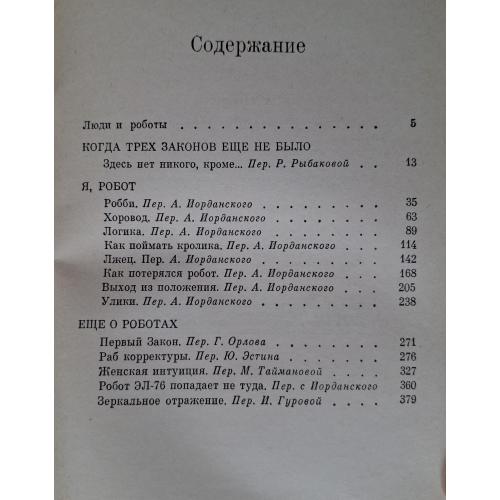 Содержание
Люди и роботы . . . . . . . . . . . . . . . 5
КОГДА ТРЕХ ЗАКОНОВ ЕЩЕ НЕ БЫЛО
Здесь нет никого, кроме... Пер. Р. Рыбаковой . . 13
Я, РОБОТ
Робби. Пер. А. Иорданского . . . . . . . 35
Хоровод. Пер. А. Иорданского . . . . . . 63
Логика. Пер. А. Иорданского . . . . . . 89
Как поймать кролика. Пер. А. Иорданского . . . 114
Лжец. Пер. А. Иорданского . . . . . . . 142
Как потерялся робот. Пер. А. Иорданского . . . 168
Выход из положения. Пер. А. Иорданского . . . 205
Улики. Пер. А. Иорданского . . . . . . . 238
ЕЩЕ О РОБОТАХ
Первый Закон. Пер. Г. Орлова . . . . . . 271
Раб корректуры. Пер. Ю. Эстина . . . . . 276
Женская интуиция. Пер. М. Таймановой . . . . 327
Робот ЭЛ-76 попадает не туда. Пер. с Иорданского 360
Зеркальное отражение. Пер. И. Гуровой . . . . 379